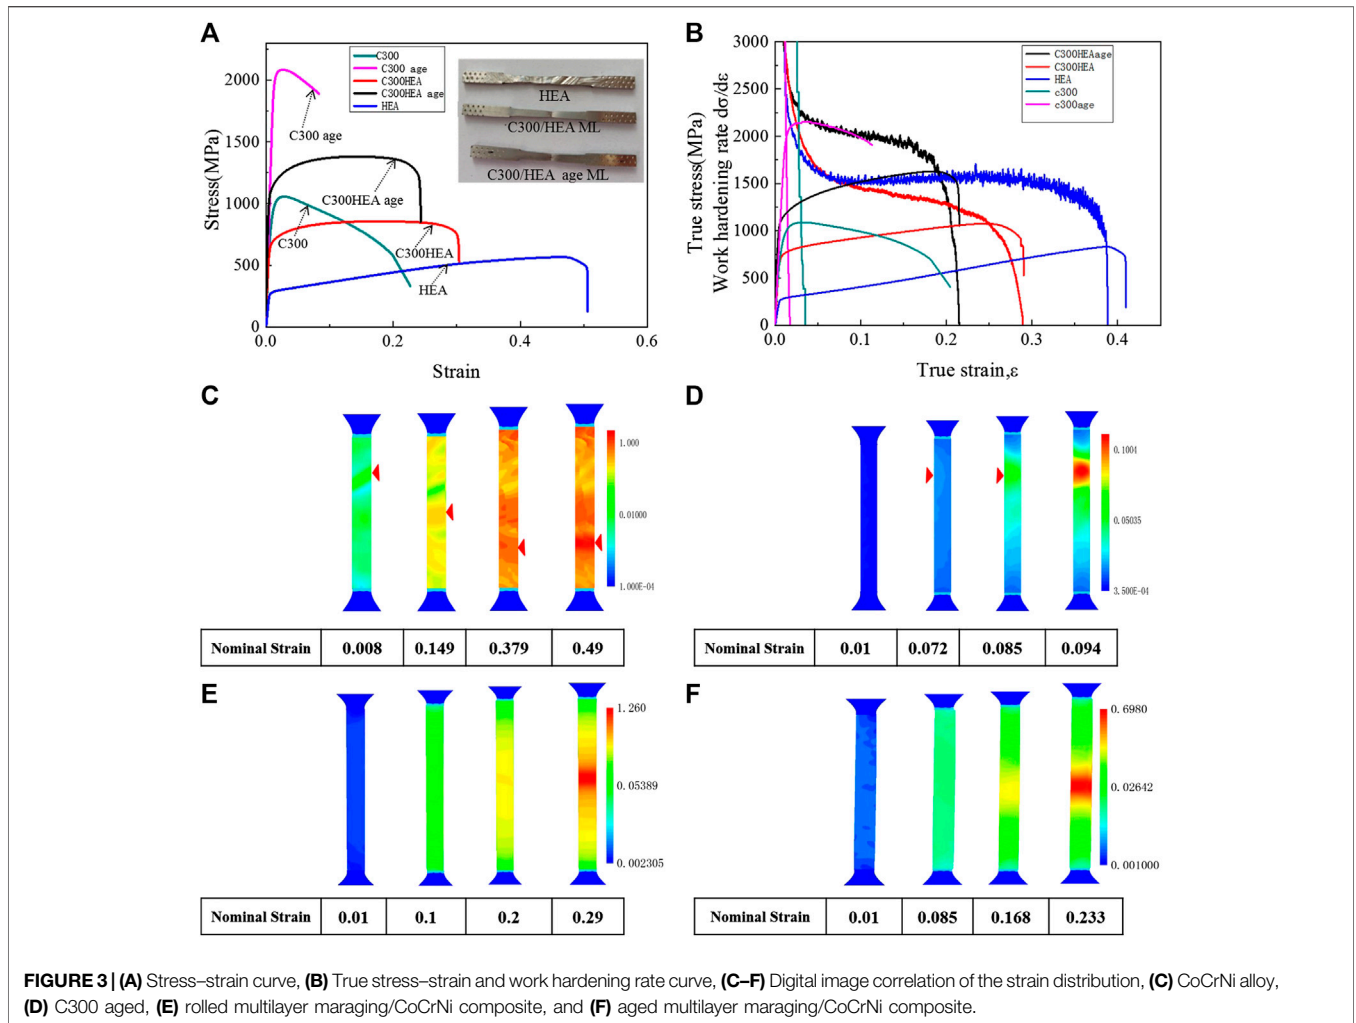 A
Stress(MPa)
2000
1500
1000
500
0
0.0 0.2 0.4 0.6
Strain
C300
C300 age
C300HEA
C300HEA age
HEA
HEA
C300/HEA ML
C300/HEA age ML
C300 age
C300HEA age
C300
C300HEA
HEA
B
True stress(MPa)
Work hardening rate dσ/dε
3000
2500
2000
1500
1000
500
0
0.0 0.1 0.2 0.3 0.4
True strain,ε
C300HEAage
C300HEA
HEA
c300
c300age
C
1.000
0.01000
1.000E-04
Nominal Strain 0.008 0.149 0.379 0.49
D
0.1004
0.05035
3.500E-04
Nominal Strain 0.01 0.072 0.085 0.094
E
1.260
0.05389
0.002305
Nominal Strain 0.01 0.1 0.2 0.29
F
0.6980
0.02642
0.001000
Nominal Strain 0.01 0.085 0.168 0.233
FIGURE 3 | (A) Stress–strain curve, (B) True stress–strain and work hardening rate curve, (C–F) Digital image correlation of the strain distribution, (C) CoCrNi alloy,
(D) C300 aged, (E) rolled multilayer maraging/CoCrNi composite, and (F) aged multilayer maraging/CoCrNi composite.